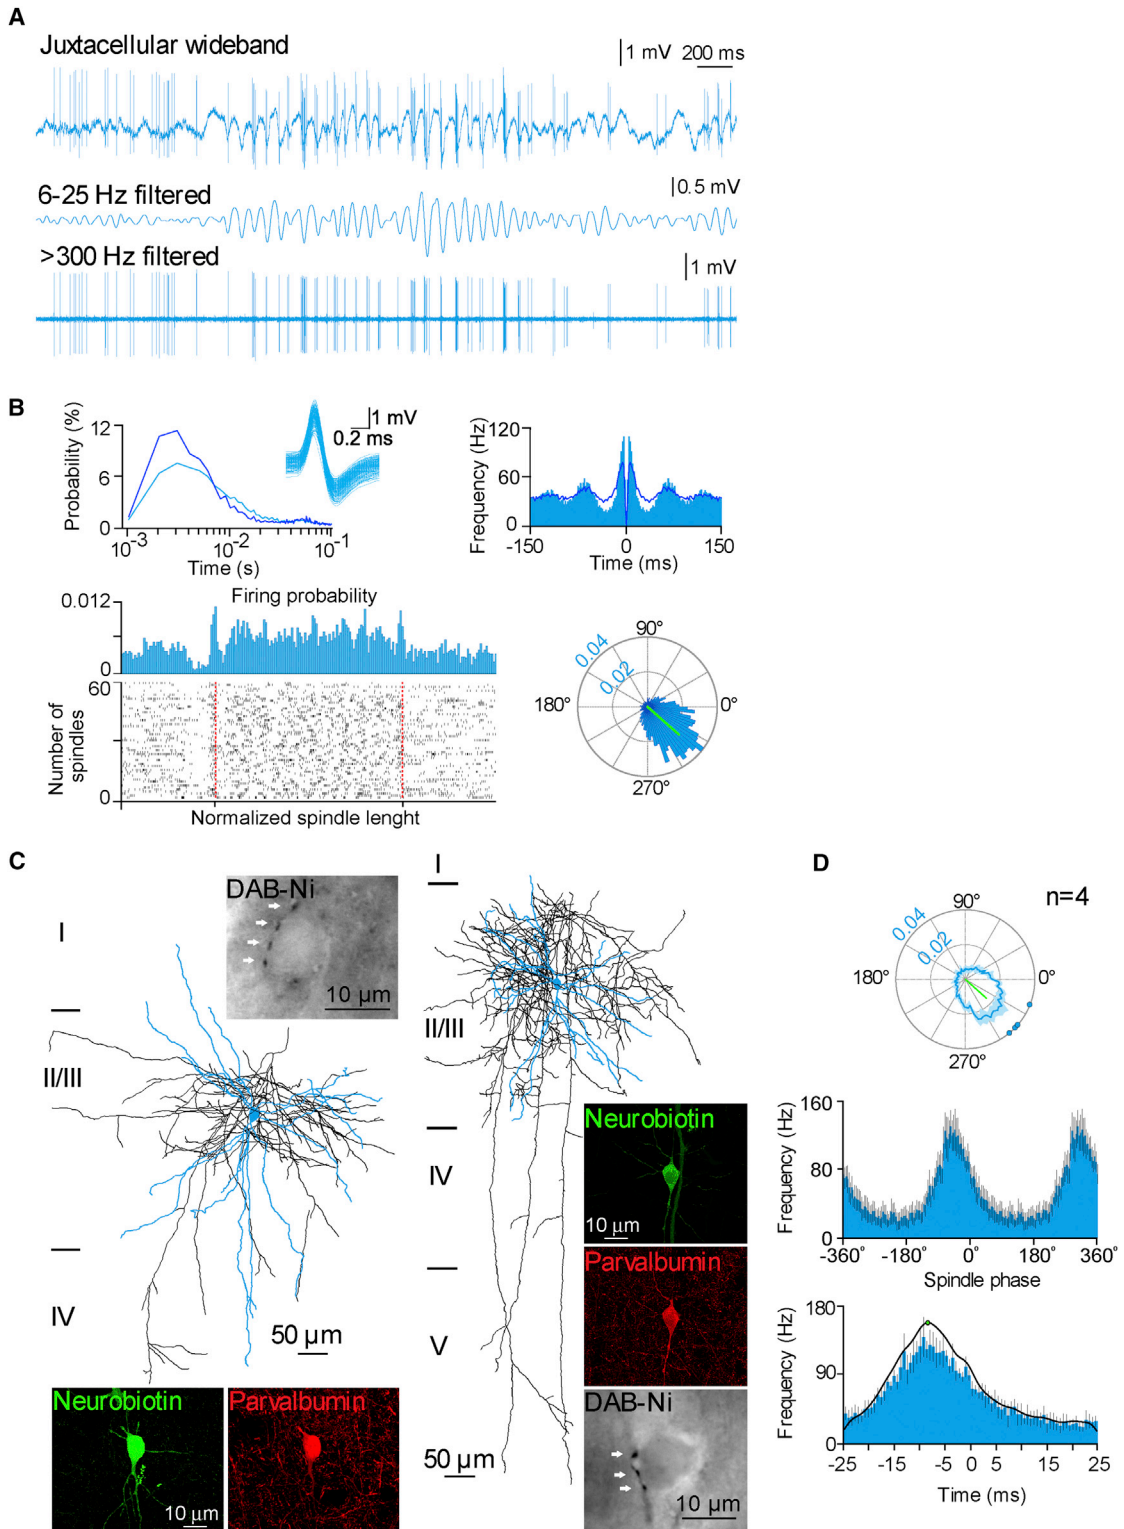 A
Juxtacellular wideband
1 mV 200 ms
6-25 Hz filtered
0.5 mV
>300 Hz filtered
1 mV
B
Probability (%)
12
6
0
10-3 10-2 10-1
Time (s)
1 mV
0.2 ms
Frequency (Hz)
120
60
0
-150 0 150
Time (ms)
Firing probability
0.012
0
Number of
spindles
60
0
Normalized spindle lenght
90°
0.04
0.02
180° 0°
270°
C
I
II/III
IV
DAB-Ni
10 µm
50 µm
Neurobiotin
10 µm
Parvalbumin
I
II/III
IV
V
50 µm
Neurobiotin
10 µm
Parvalbumin
DAB-Ni
10 µm
D
n=4
90°
0.04
0.02
180° 0°
270°
Frequency (Hz)
160
80
0
-360° -180° 0° 180° 360°
Spindle phase
Frequency (Hz)
180
90
0
-25 -15 -5 0 5 15 25
Time (ms)